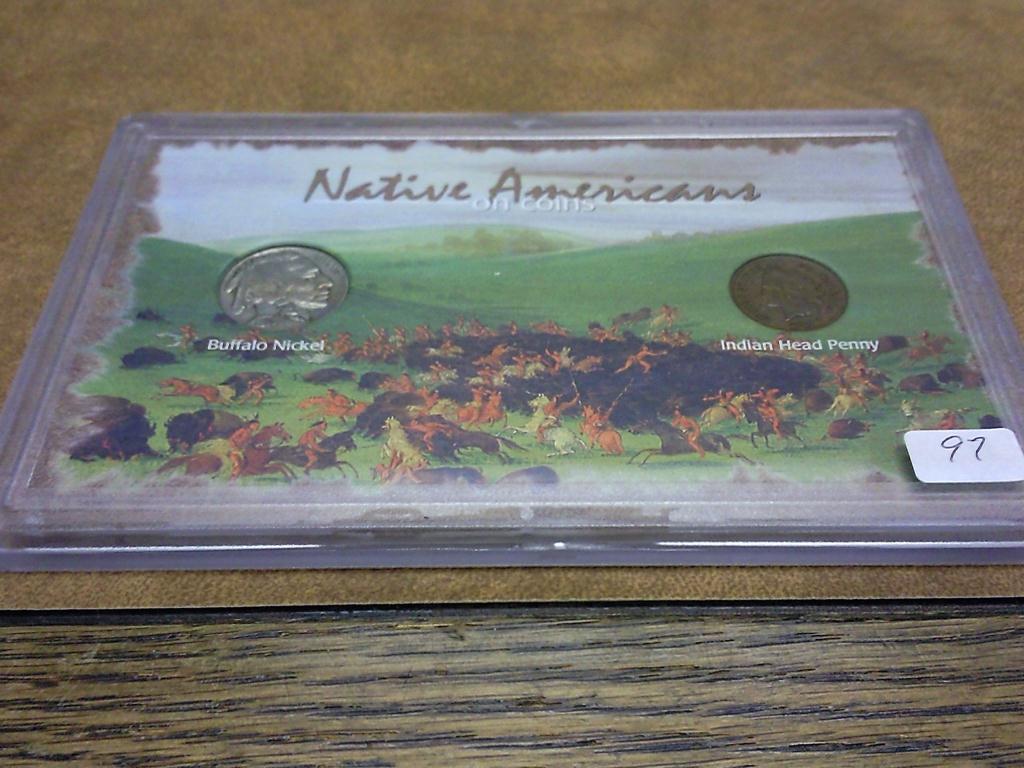 Native Americans
on coins
Buffalo Nickel
Indian Head Penny
97